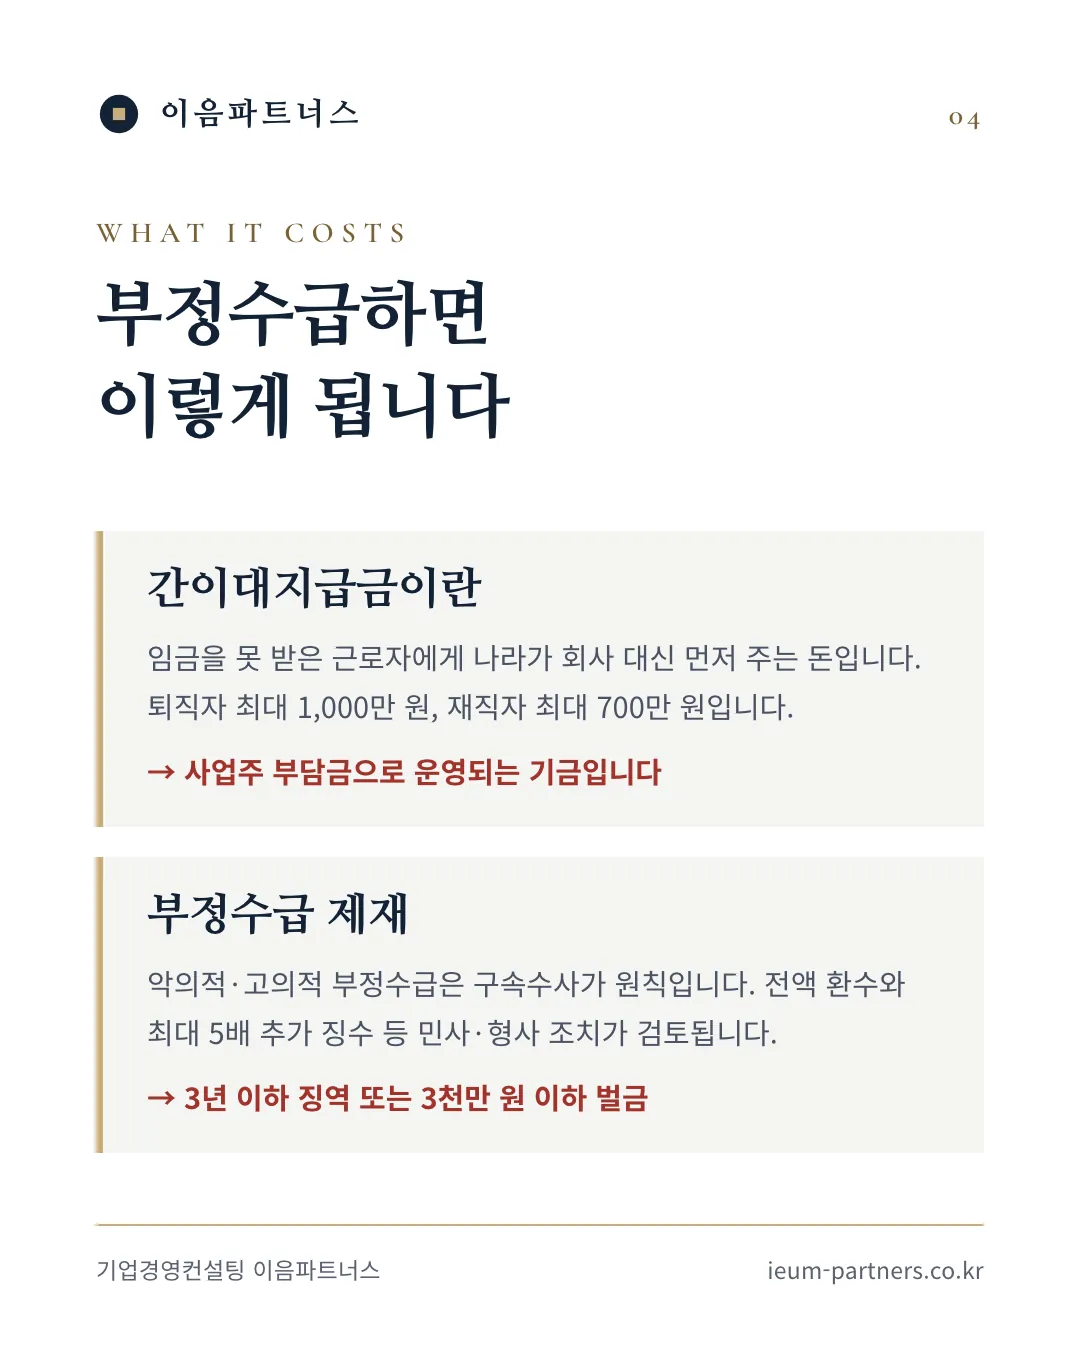 이음파트너스
04
WHAT IT COSTS
부정수급하면
이렇게 됩니다
간이대지급금이란
임금을 못 받은 근로자에게 나라가 회사 대신 먼저 주는 돈입니다.
퇴직자 최대 1,000만 원, 재직자 최대 700만 원입니다.
→ 사업주 부담금으로 운영되는 기금입니다
부정수급 제재
악의적·고의적 부정수급은 구속수사가 원칙입니다. 전액 환수와
최대 5배 추가 징수 등 민사·형사 조치가 검토됩니다.
→ 3년 이하 징역 또는 3천만 원 이하 벌금
기업경영컨설팅 이음파트너스
ieum-partners.co.kr